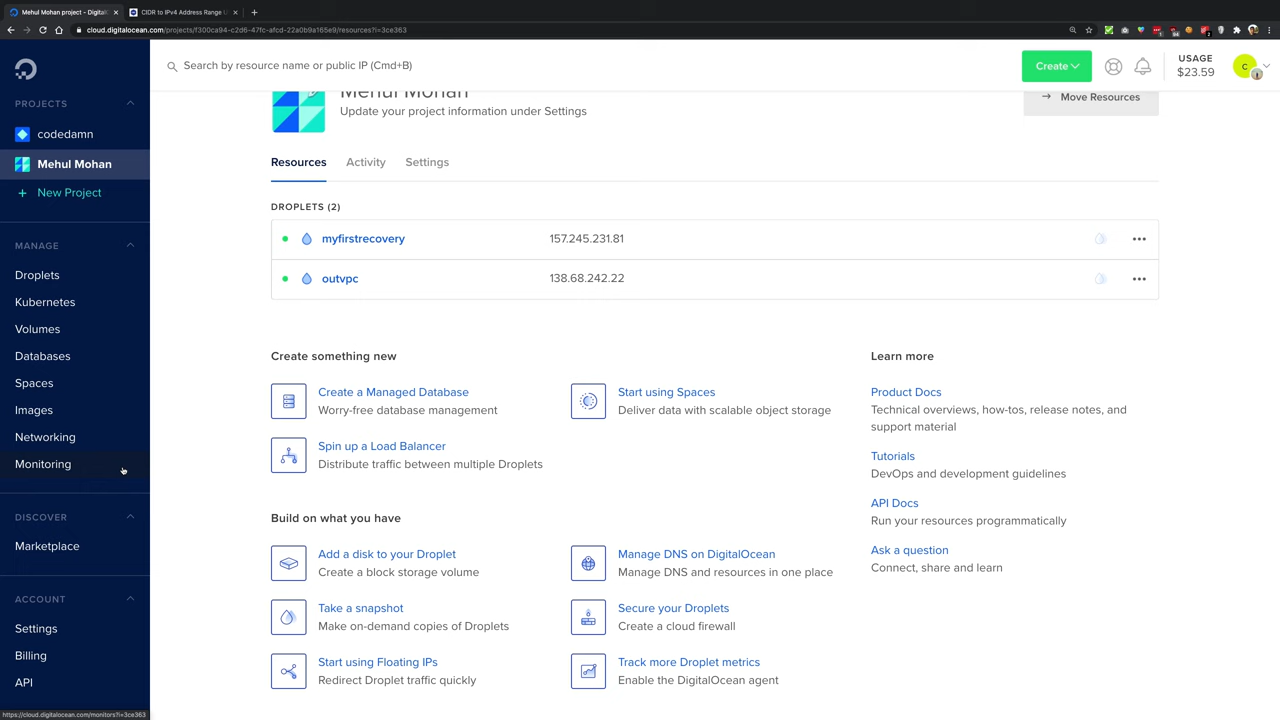 Mehul Mohan project - DigitalOc
CIDR to IPv4 Address Range U
cloud.digitalocean.com/projects/f300ca94-c2d6-47fc-afcd-22a0b9a165e9/resources?i=3ce363
Search by resource name or public IP (Cmd+B)
Create
USAGE
$23.59
C
PROJECTS
codedamn
Mehul Mohan
+ New Project
MANAGE
Droplets
Kubernetes
Volumes
Databases
Spaces
Images
Networking
Monitoring
DISCOVER
Marketplace
ACCOUNT
Settings
Billing
API
Mehul Mohan
Update your project information under Settings
Move Resources
Resources
Activity
Settings
DROPLETS (2)
myfirstrecovery 157.245.231.81
outvpc 138.68.242.22
Create something new
Create a Managed Database
Worry-free database management
Start using Spaces
Deliver data with scalable object storage
Spin up a Load Balancer
Distribute traffic between multiple Droplets
Build on what you have
Add a disk to your Droplet
Create a block storage volume
Manage DNS on DigitalOcean
Manage DNS and resources in one place
Take a snapshot
Make on-demand copies of Droplets
Secure your Droplets
Create a cloud firewall
Start using Floating IPs
Redirect Droplet traffic quickly
Track more Droplet metrics
Enable the DigitalOcean agent
Learn more
Product Docs
Technical overviews, how-tos, release notes, and
support material
Tutorials
DevOps and development guidelines
API Docs
Run your resources programmatically
Ask a question
Connect, share and learn
https://cloud.digitalocean.com/monitors?i=3ce363